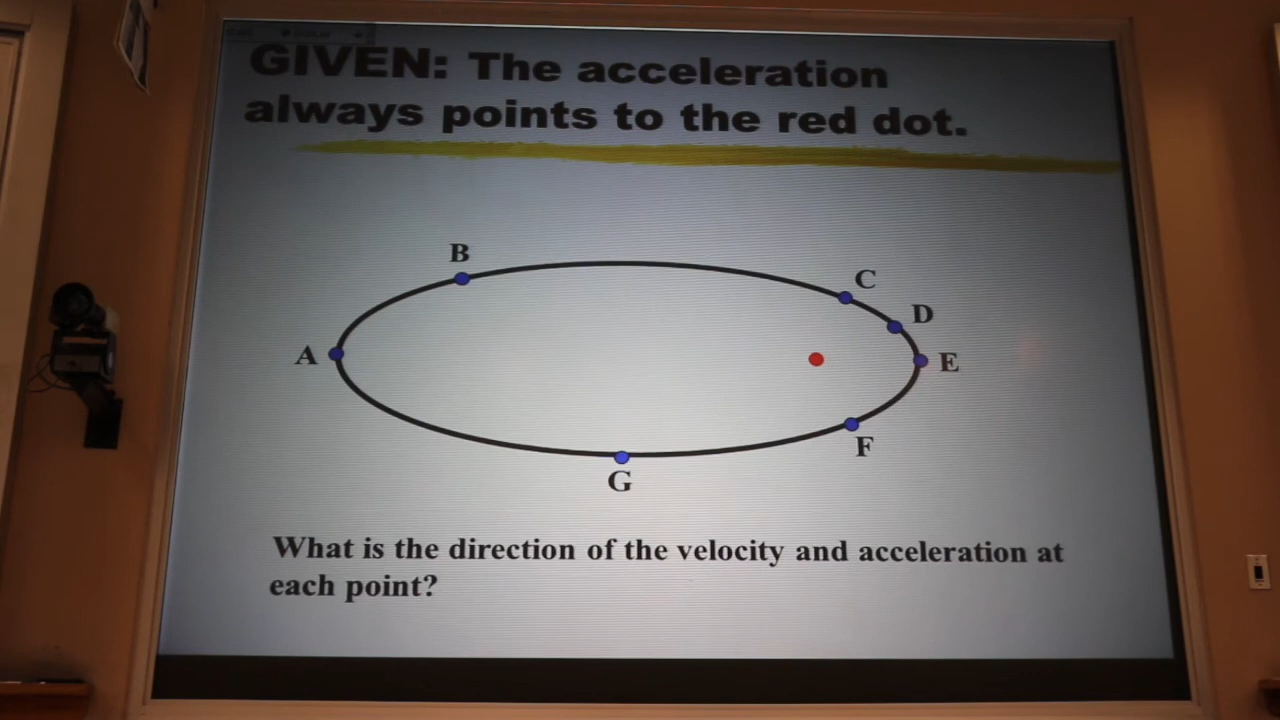 GIVEN: The acceleration
always points to the red dot.
B
C
D
A
E
F
G
What is the direction of the velocity and acceleration at
each point?